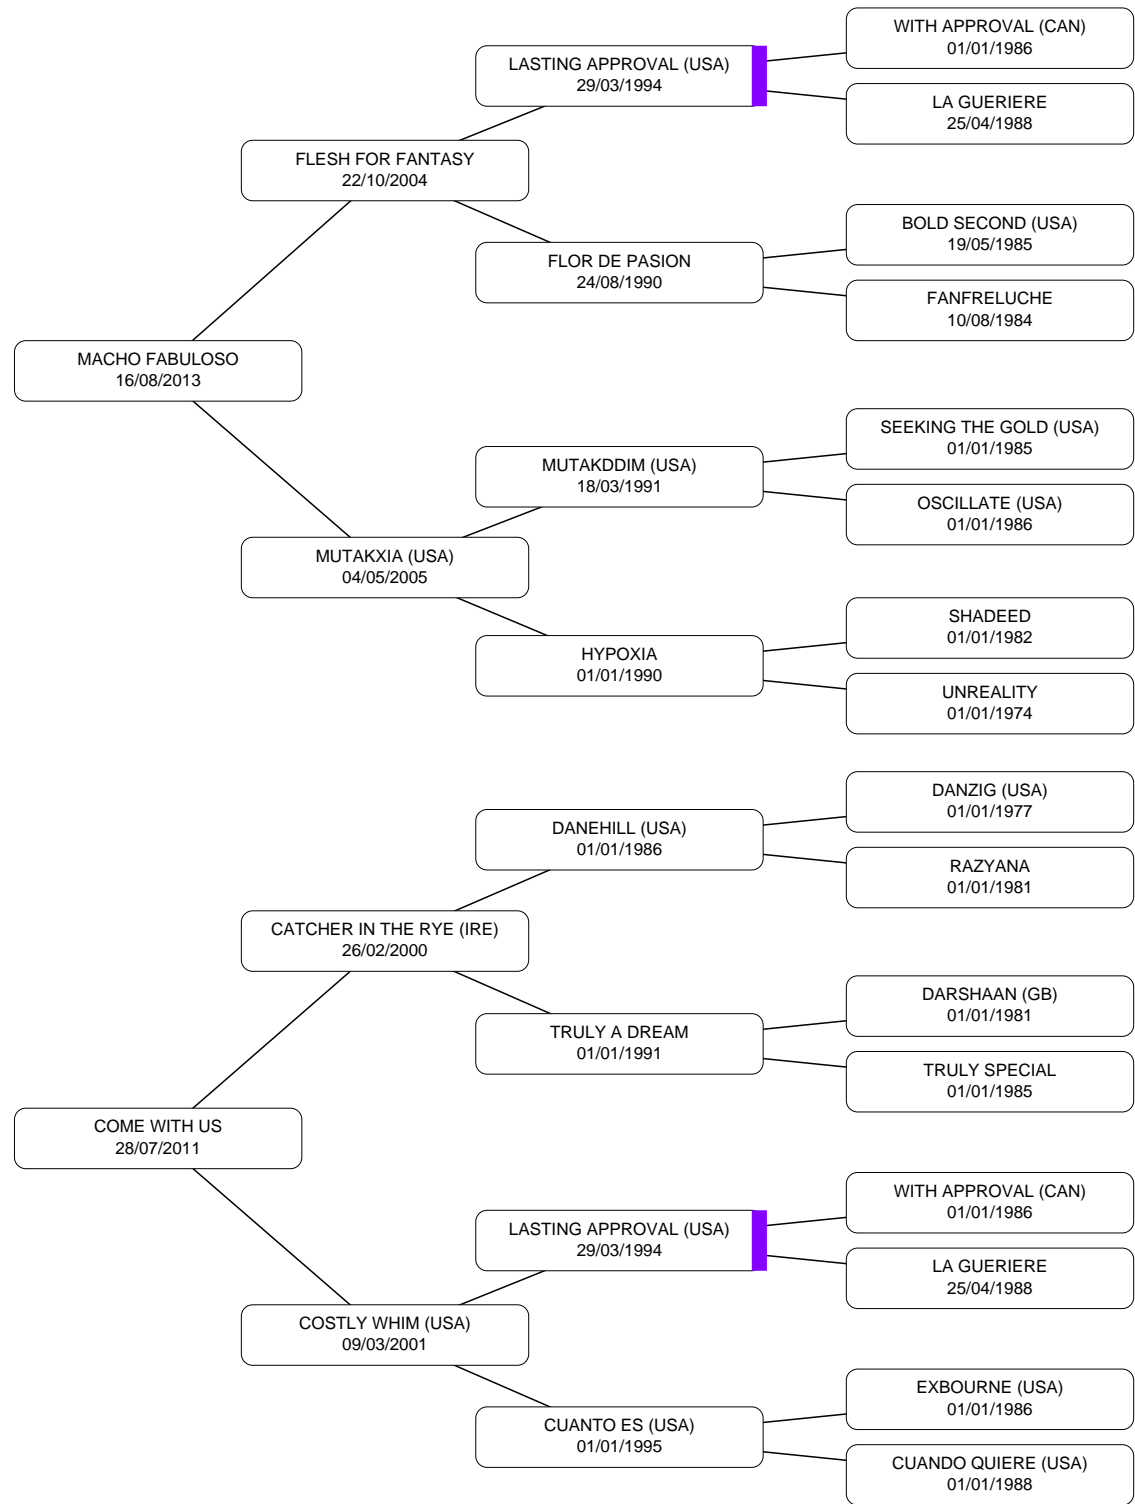 WITH APPROVAL (CAN)
01/01/1986
LASTING APPROVAL (USA)
29/03/1994
LA GUERIERE
25/04/1988
FLESH FOR FANTASY
22/10/2004
BOLD SECOND (USA)
19/05/1985
FLOR DE PASION
24/08/1990
FANFRELUCHE
10/08/1984
MACHO FABULOSO
16/08/2013
SEEKING THE GOLD (USA)
01/01/1985
MUTAKDDIM (USA)
18/03/1991
OSCILLATE (USA)
01/01/1986
MUTAKXIA (USA)
04/05/2005
SHADEED
01/01/1982
HYPOXIA
01/01/1990
UNREALITY
01/01/1974
DANZIG (USA)
01/01/1977
DANEHILL (USA)
01/01/1986
RAZYANA
01/01/1981
CATCHER IN THE RYE (IRE)
26/02/2000
DARSHAAN (GB)
01/01/1981
TRULY A DREAM
01/01/1991
TRULY SPECIAL
01/01/1985
COME WITH US
28/07/2011
WITH APPROVAL (CAN)
01/01/1986
LASTING APPROVAL (USA)
29/03/1994
LA GUERIERE
25/04/1988
COSTLY WHIM (USA)
09/03/2001
EXBOURNE (USA)
01/01/1986
CUANTO ES (USA)
01/01/1995
CUANDO QUIERE (USA)
01/01/1988